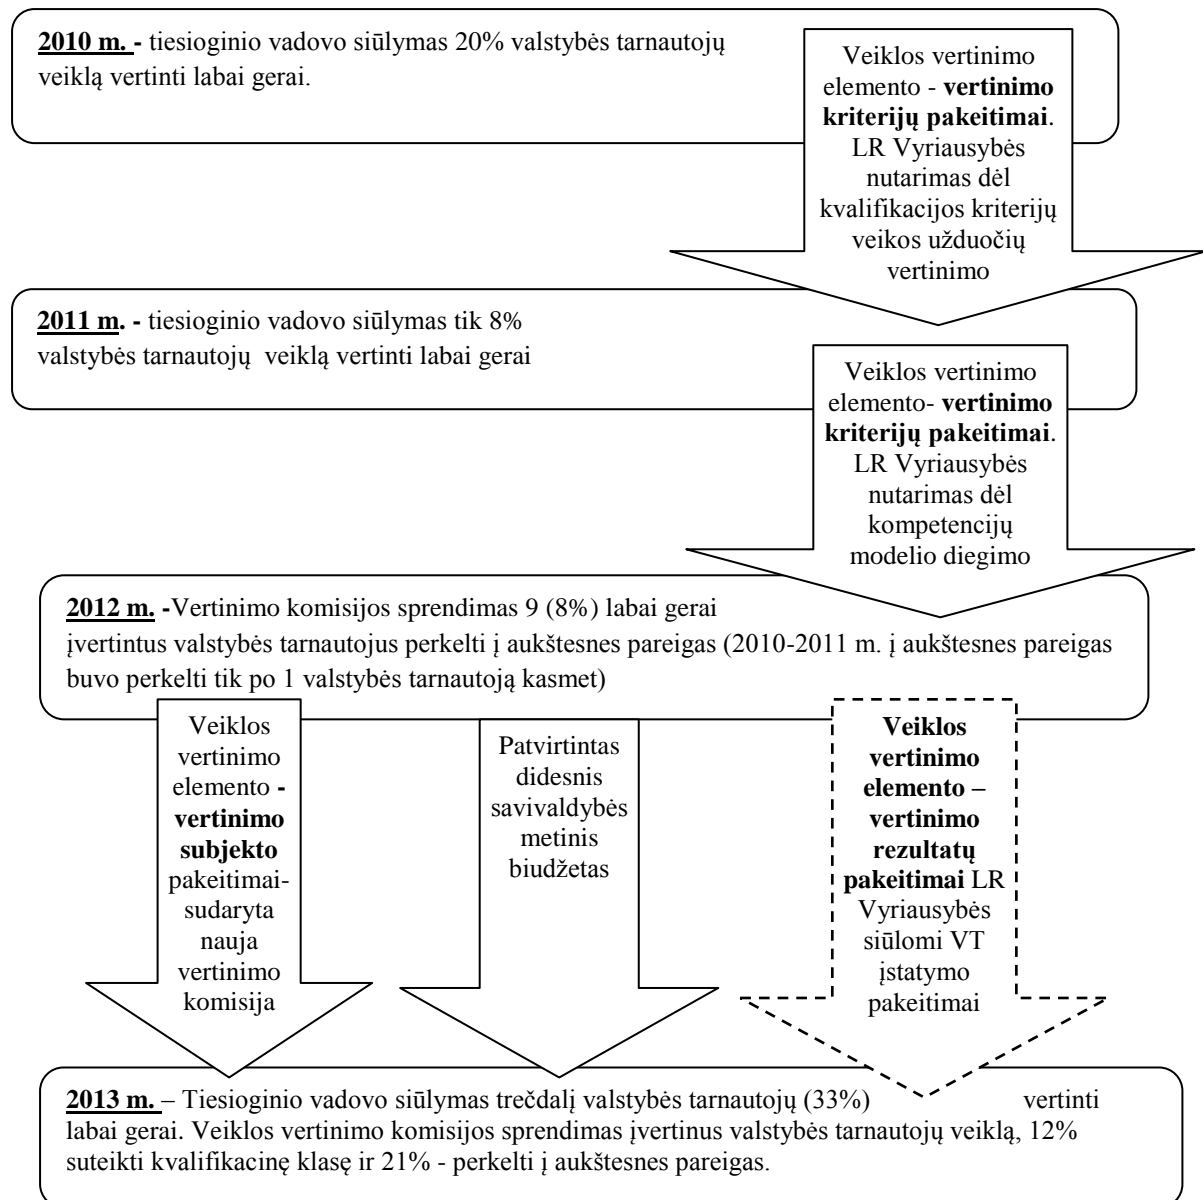 2010 m. - tiesioginio vadovo siūlymas 20% valstybės tarnautojų
veiklą vertinti labai gerai.
Veiklos vertinimo
elemento - vertinimo
kriterijų pakeitimai.
LR Vyriausybės
nutarimas dėl
kvalifikacijos kriterijų
veikos užduočių
vertinimo
2011 m. - tiesioginio vadovo siūlymas tik 8%
valstybės tarnautojų veiklą vertinti labai gerai
Veiklos vertinimo
elemento- vertinimo
kriterijų pakeitimai.
LR Vyriausybės
nutarimas dėl
kompetencijų
modelio diegimo
2012 m. -Vertinimo komisijos sprendimas 9 (8%) labai gerai
įvertintus valstybės tarnautojus perkelti į aukštesnes pareigas (2010-2011 m. į aukštesnes pareigas
buvo perkelti tik po 1 valstybės tarnautoją kasmet)
Veiklos
vertinimo
elemento -
vertinimo
subjekto
pakeitimai-
sudaryta
nauja
vertinimo
komisija
Patvirtintas
didesnis
savivaldybės
metinis
biudžetas
Veiklos
vertinimo
elemento –
vertinimo
rezultatų
pakeitimai LR
Vyriausybės
siūlomi VT
įstatymo
pakeitimai
2013 m. – Tiesioginio vadovo siūlymas trečdalį valstybės tarnautojų (33%) vertinti
labai gerai. Veiklos vertinimo komisijos sprendimas įvertinus valstybės tarnautojų veiklą, 12%
suteikti kvalifikacinę klasę ir 21% - perkelti į aukštesnes pareigas.